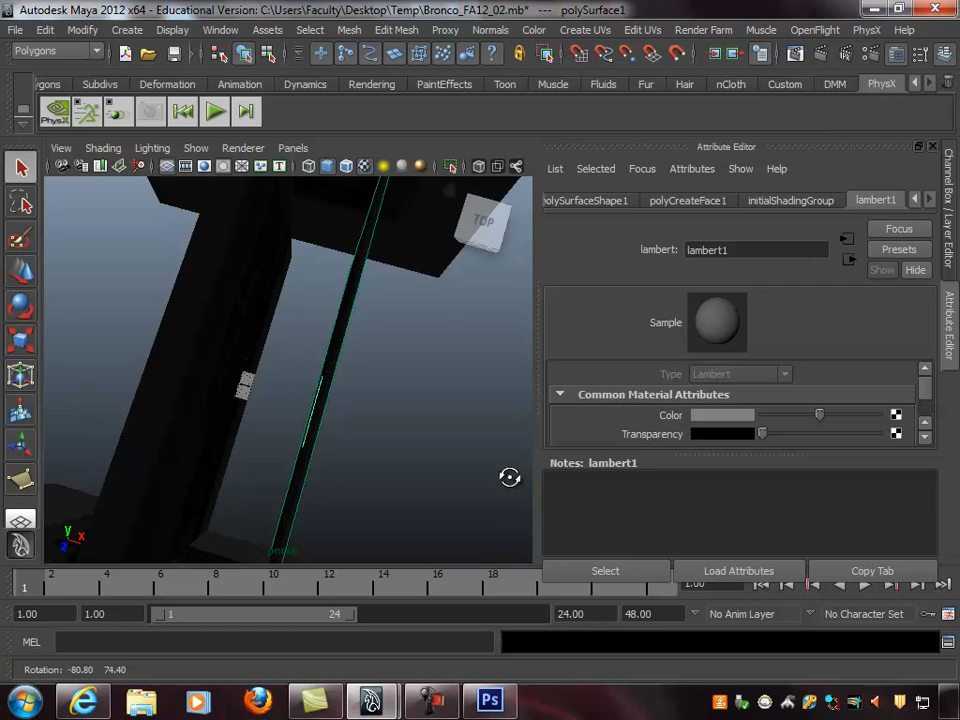 Autodesk Maya 2012 x64 - Educational Version: C:\Users\Faculty\Desktop\Temp\Bronco_FA12_02.mb* --- polySurface1
File Edit Modify Create Display Window Assets Select Mesh Edit Mesh Proxy Normals Color Create UVs Edit UVs Render Farm Muscle OpenFlight PhysX Help
Polygons
ygons Subdivs Deformation Animation Dynamics Rendering PaintEffects Toon Muscle Fluids Fur Hair nCloth Custom DMM PhysX
PhysX
View Shading Lighting Show Renderer Panels
Attribute Editor
List Selected Focus Attributes Show Help
olySurfaceShape1 polyCreateFace1 initialShadingGroup lambert1
Focus
lambert: lambert1
Presets
Show Hide
TOP
Sample
Type Lambert
Common Material Attributes
Color
Transparency
Notes: lambert1
Channel Box / Layer Editor
Attribute Editor
y
x
z
persp
Select Load Attributes Copy Tab
1
2 4 6 8 10 12 14 16 18
1.00
1.00 1.00 1 24 24.00 48.00 No Anim Layer No Character Set
MEL
Rotation: -80.80 74.40
Ps